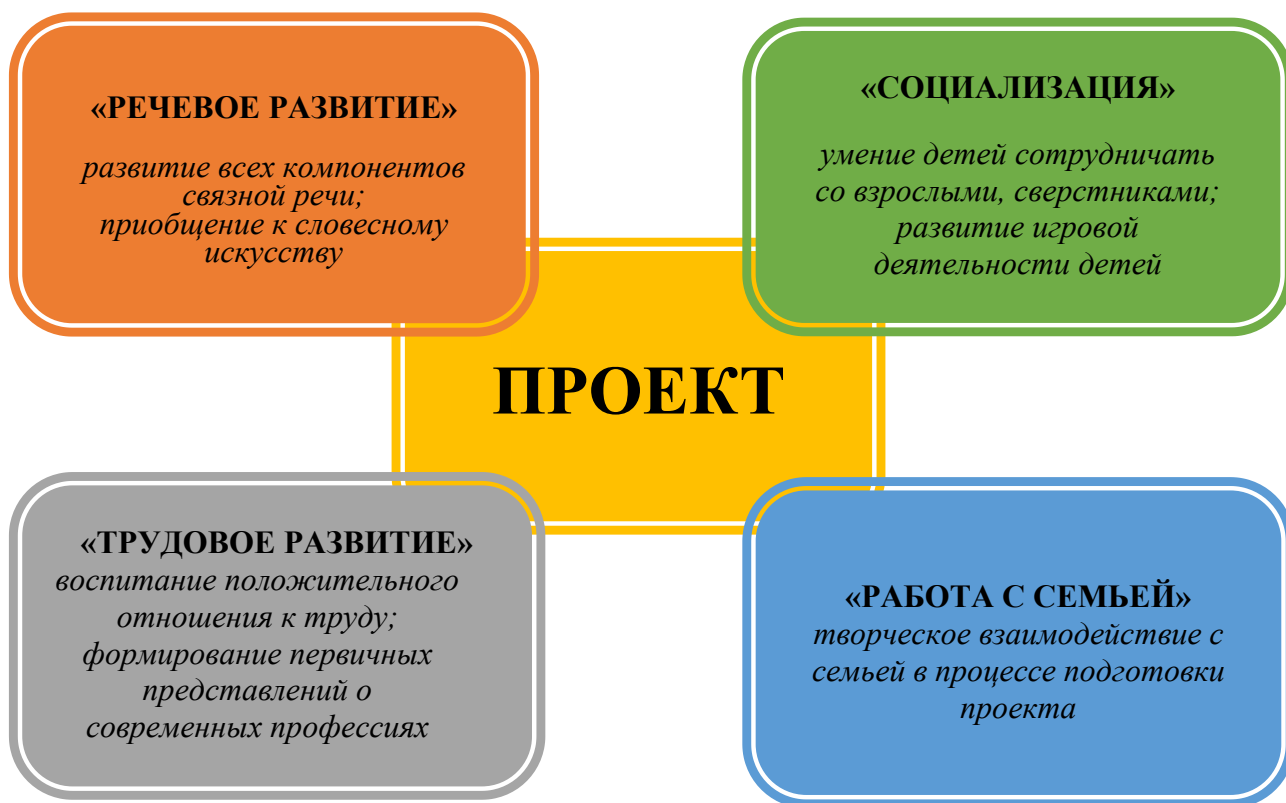 «РЕЧЕВОЕ РАЗВИТИЕ»
развитие всех компонентов
связной речи;
приобщение к словесному
искусству
«СОЦИАЛИЗАЦИЯ»
умение детей сотрудничать
со взрослыми, сверстниками;
развитие игровой
деятельности детей
ПРОЕКТ
«ТРУДОВОЕ РАЗВИТИЕ»
воспитание положительного
отношения к труду;
формирование первичных
представлений о
современных профессиях
«РАБОТА С СЕМЬЕЙ»
творческое взаимодействие с
семьей в процессе подготовки
проекта